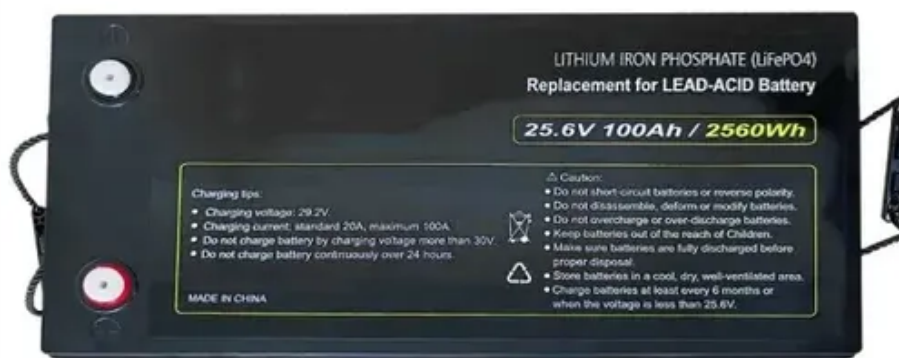 LITHIUM IRON PHOSPHATE (LiFePO4)
Replacement for LEAD-ACID Battery
25.6V 100Ah / 2560Wh
Charging tips:
• Charging voltage: 29.2V.
• Charging current: standard 20A, maximum 100A.
• Do not charge battery by charging voltage more than 30V.
• Do not charge battery continuously over 24 hours.
MADE IN CHINA
⚠ Caution:
• Do not short-circuit batteries or reverse polarity.
• Do not disassemble, deform or modify batteries.
• Do not overcharge or over-discharge batteries.
• Keep batteries out of the reach of Children.
• Make sure batteries are fully discharged before
proper disposal.
• Store batteries in a cool, dry, well-ventilated area.
• Charge batteries at least every 6 months or
when the voltage is less than 25.6V.